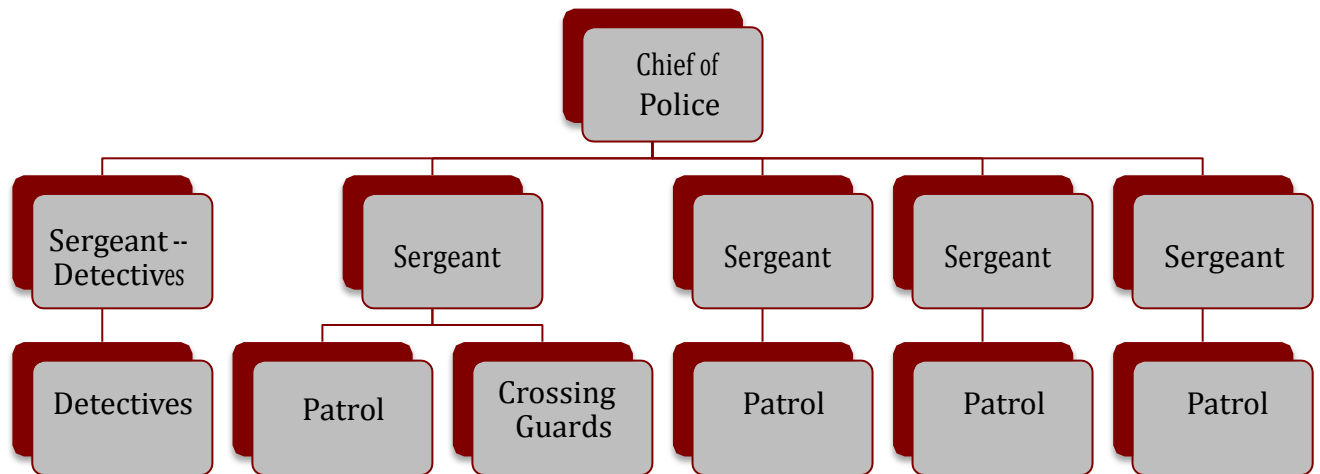 Chief of
Police
Sergeant --
Detectives
Sergeant
Sergeant
Sergeant
Sergeant
Detectives
Patrol
Crossing
Guards
Patrol
Patrol
Patrol